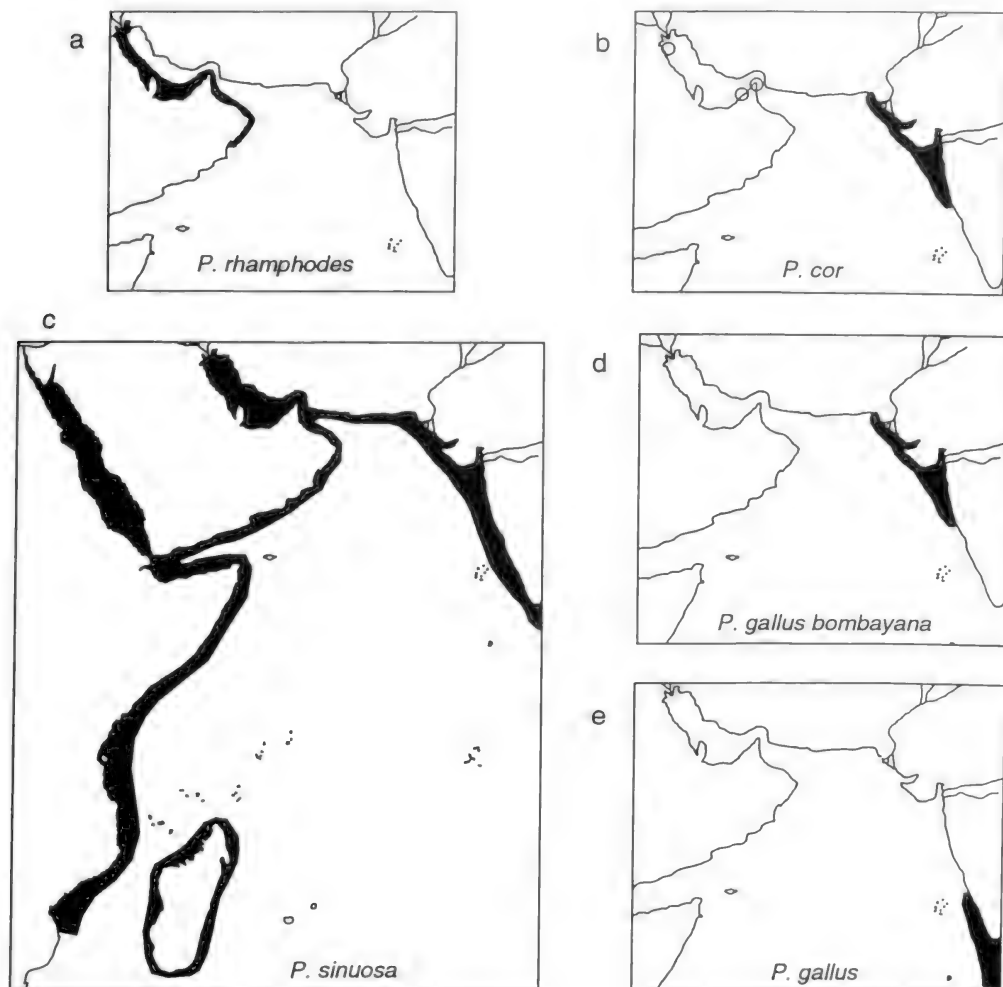 a
P. rhamphodes
b
P. cor
c
P. sinuosa
d
P. gallus bombayana
e
P. gallus